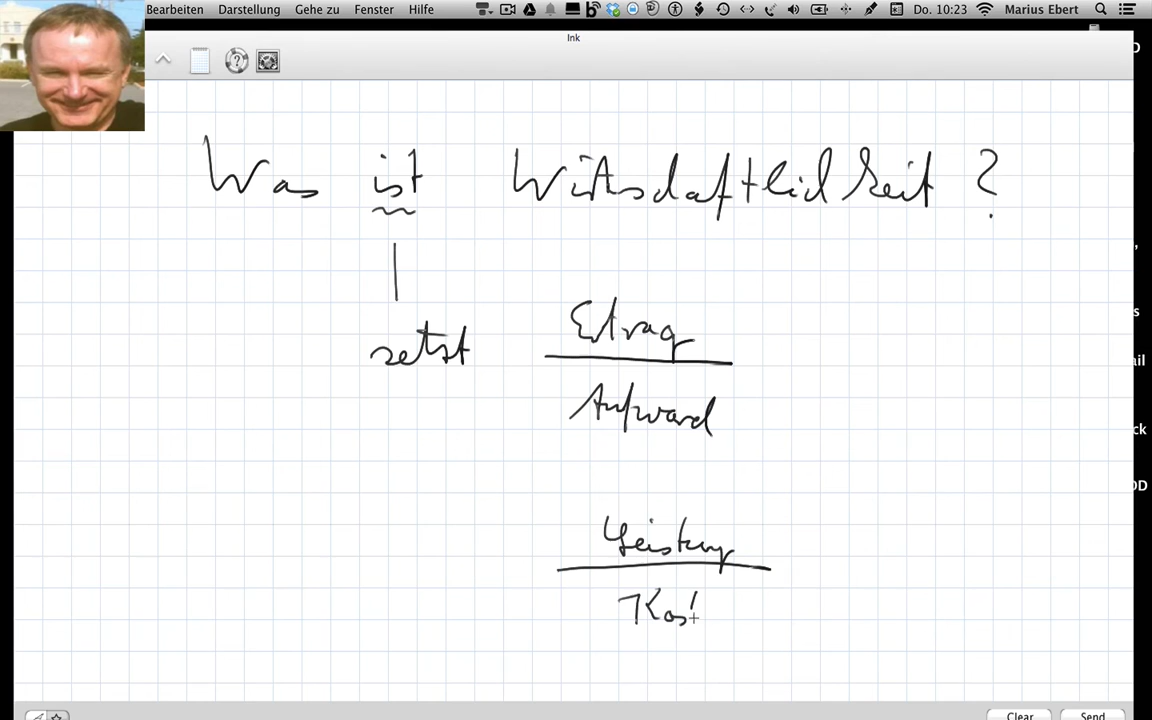 Bearbeiten Darstellung Gehe zu Fenster Hilfe Do. 10:23 Marius Ebert
Ink
Was ist Wirtschaftlichkeit ?
Ertrag
setzt
Aufwand
Leistung
Kost
Clear Send